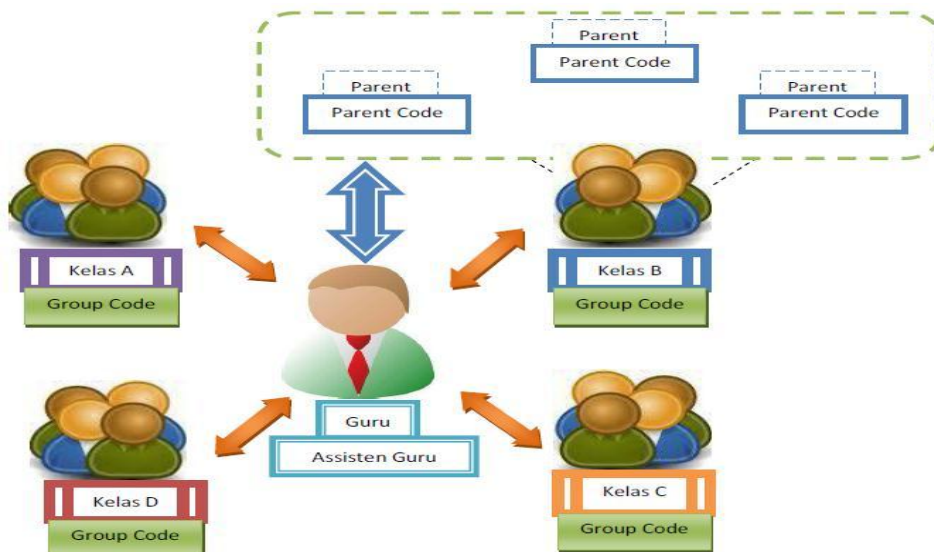 Parent
Parent Code
Parent
Parent Code
Parent
Parent Code
Kelas A
Group Code
Kelas B
Group Code
Guru
Assisten Guru
Kelas D
Group Code
Kelas C
Group Code